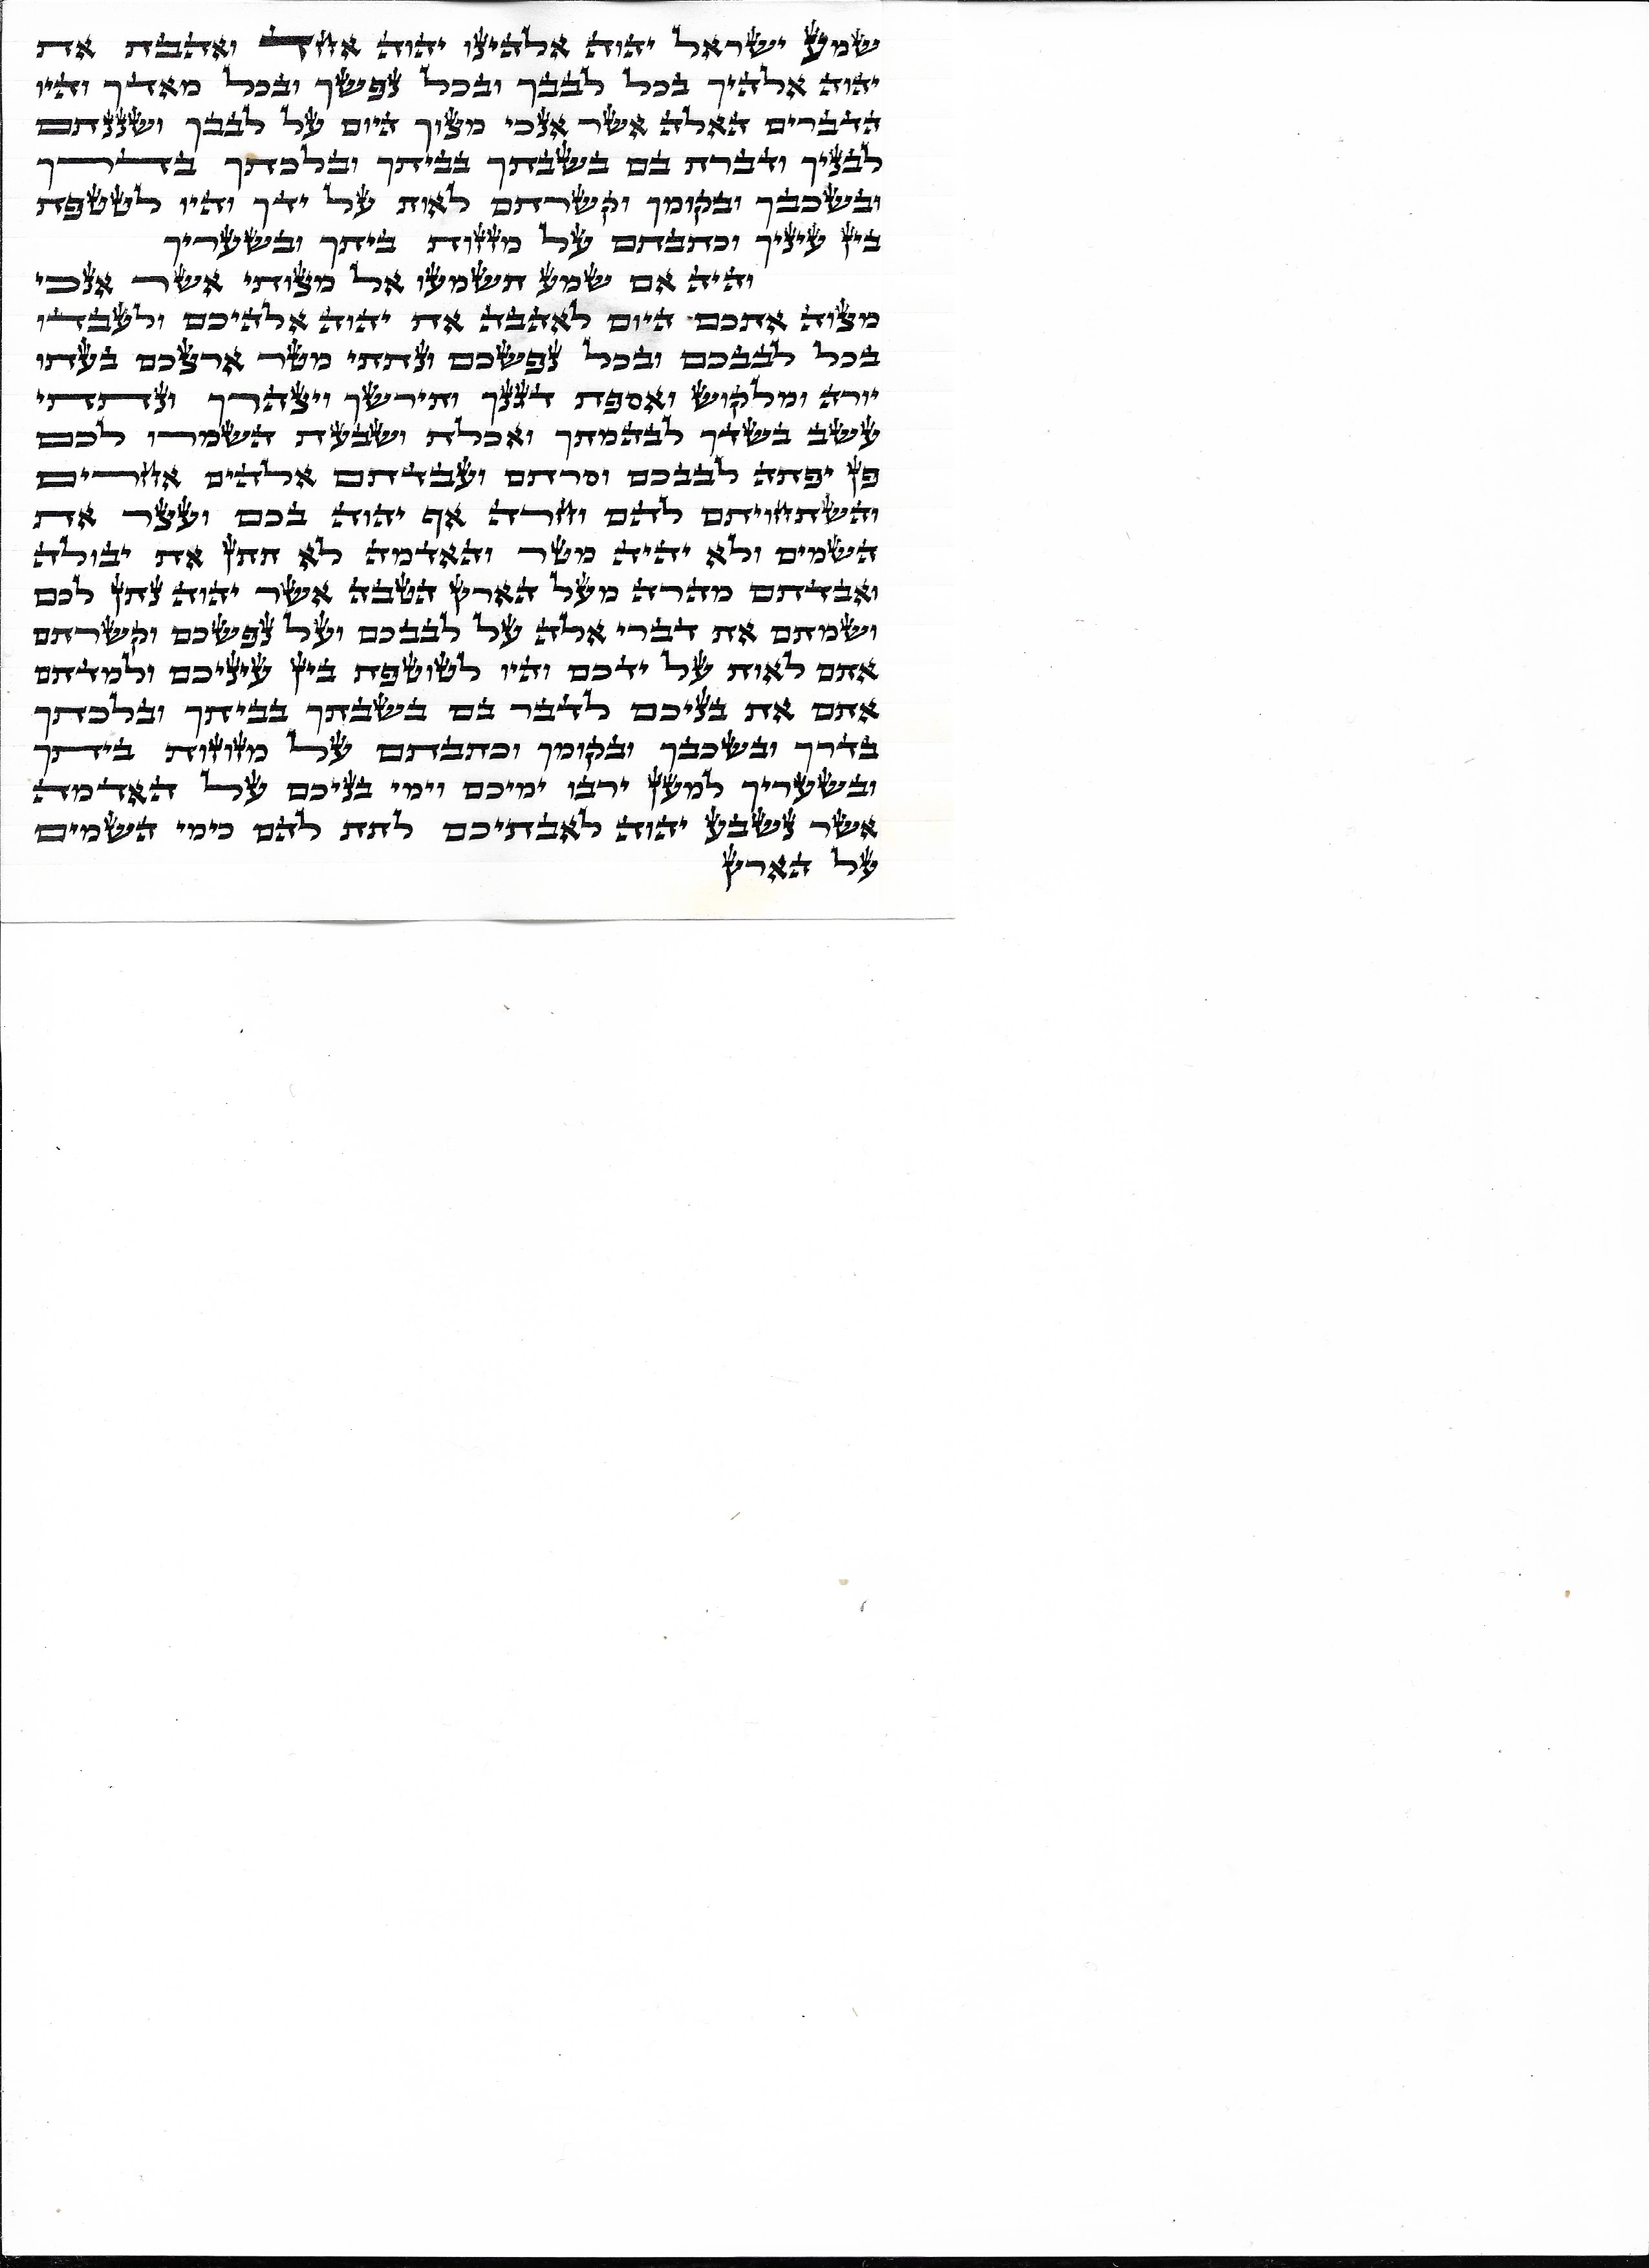 שמע ישראל יהוה אלהינו יהוה אחד ואהבת את
יהוה אלהיך בכל לבבך ובכל נפשך ובכל מאדך והיו
הדברים האלה אשר אנכי מצוך היום על לבבך ושננתם
לבניך ודברת בם בשבתך בביתך ובלכתך בדרך
ובשכבך ובקומך וקשרתם לאות על ידך והיו לטטפת
בין עיניך וכתבתם על מזזות ביתך ובשעריך
והיה אם שמע תשמעו אל מצותי אשר אנכי
מצוה אתכם היום לאהבה את יהוה אלהיכם ולעבדו
בכל לבבכם ובכל נפשכם ונתתי מטר ארצכם בעתו
יורה ומלקוש ואספת דגנך ותירשך ויצהרך ונתתי
עשב בשדך לבהמתך ואכלת ושבעת השמרו לכם
פן יפתה לבבכם וסרתם ועבדתם אלהים אחרים
והשתחויתם להם וחרה אף יהוה בכם ועצר את
השמים ולא יהיה מטר והאדמה לא תתן את יבולה
ואבדתם מהרה מעל הארץ הטבה אשר יהוה נתן לכם
ושמתם את דברי אלה על לבבכם ועל נפשכם וקשרתם
אתם לאות על ידכם והיו לטוטפת בין עיניכם ולמדתם
אתם את בניכם לדבר בם בשבתך בביתך ובלכתך
בדרך ובשכבך ובקומך וכתבתם על מזוזות ביתך
ובשעריך למען ירבו ימיכם וימי בניכם על האדמה
אשר נשבע יהוה לאבתיכם לתת להם כימי השמים
על הארץ